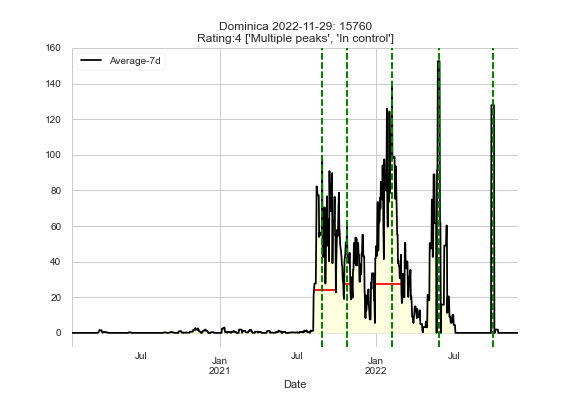 Dominica 2022-11-29: 15760
Rating:4 ['Multiple peaks', 'In control']
Average-7d
160
140
120
100
80
60
40
20
0
Jul
Jan
2021
Jul
Jan
2022
Jul
Date